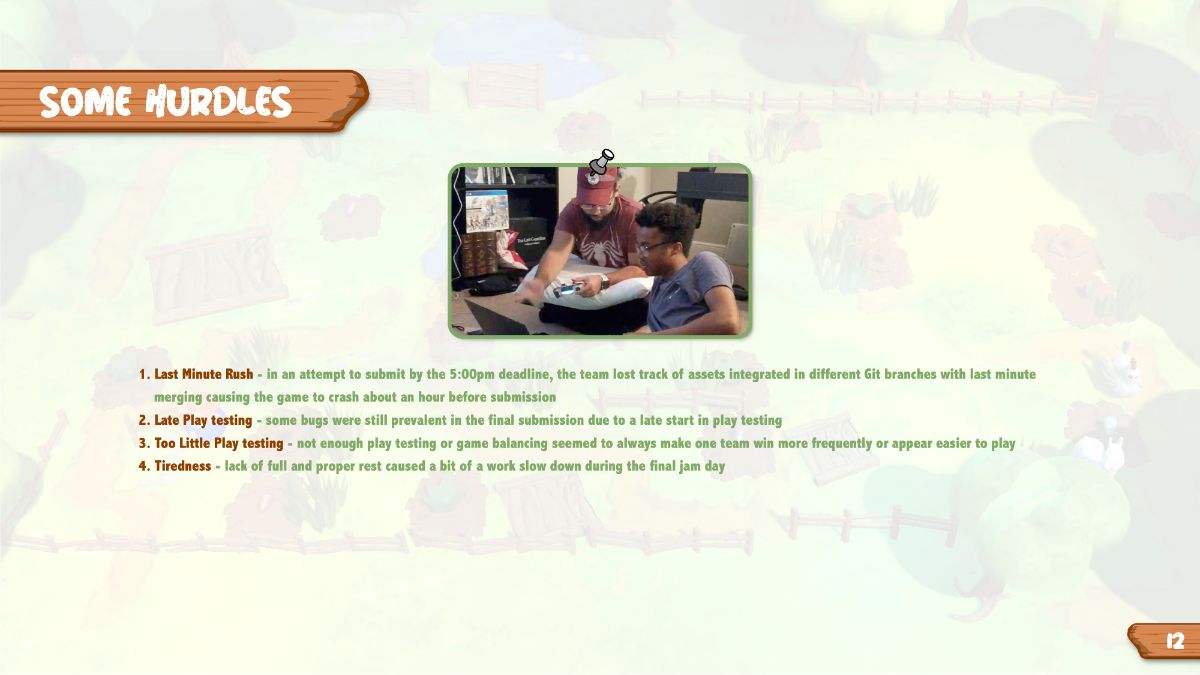 SOME HURDLES
The Last Guardian
1. Last Minute Rush - in an attempt to submit by the 5:00pm deadline, the team lost track of assets integrated in different Git branches with last minute
merging causing the game to crash about an hour before submission
2. Late Play testing - some bugs were still prevalent in the final submission due to a late start in play testing
3. Too Little Play testing - not enough play testing or game balancing seemed to always make one team win more frequently or appear easier to play
4. Tiredness - lack of full and proper rest caused a bit of a work slow down during the final jam day
12